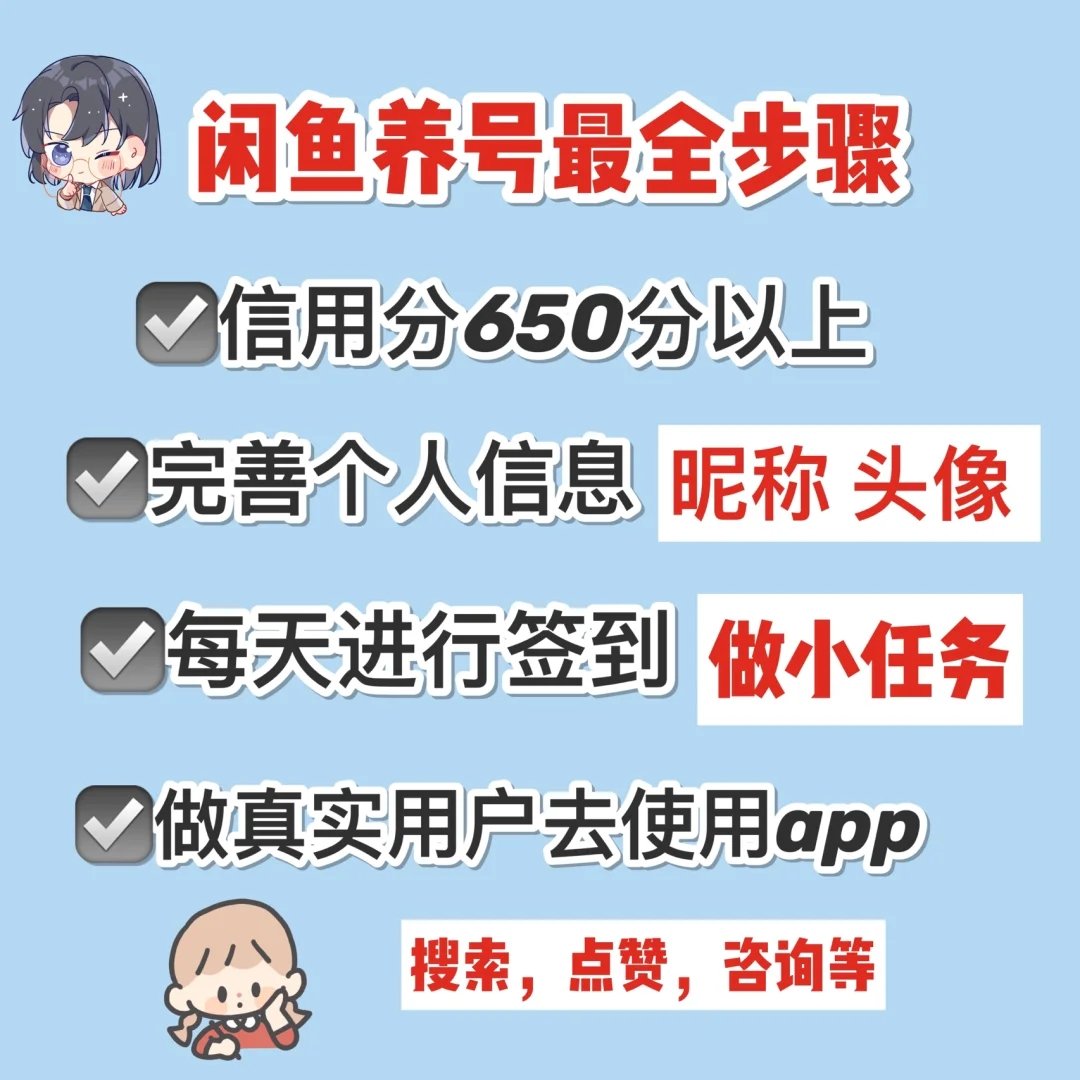 闲鱼养号最全步骤
信用分650分以上
完善个人信息 昵称 头像
每天进行签到 做小任务
做真实用户去使用app
搜索，点赞，咨询等